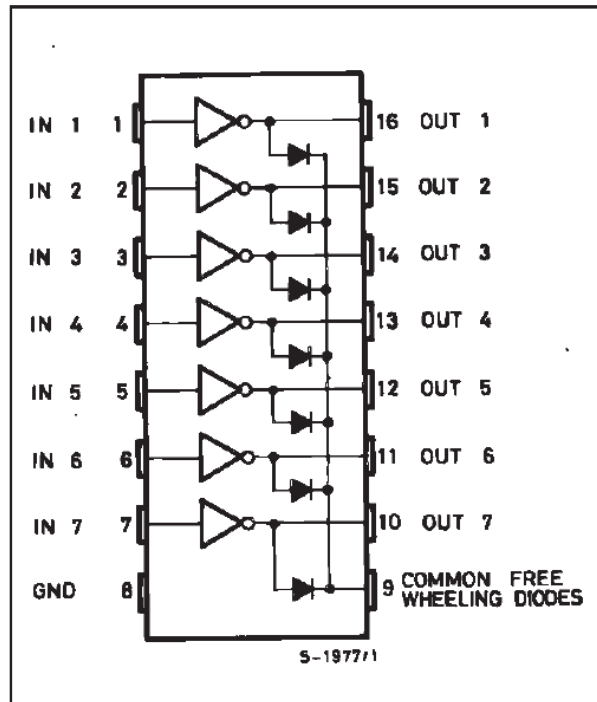 IN 1 1 16 OUT 1
IN 2 2 15 OUT 2
IN 3 3 14 OUT 3
IN 4 4 13 OUT 4
IN 5 5 12 OUT 5
IN 6 6 11 OUT 6
IN 7 7 10 OUT 7
GND 8 9 COMMON FREE
WHEELING DIODES
S-1977/1